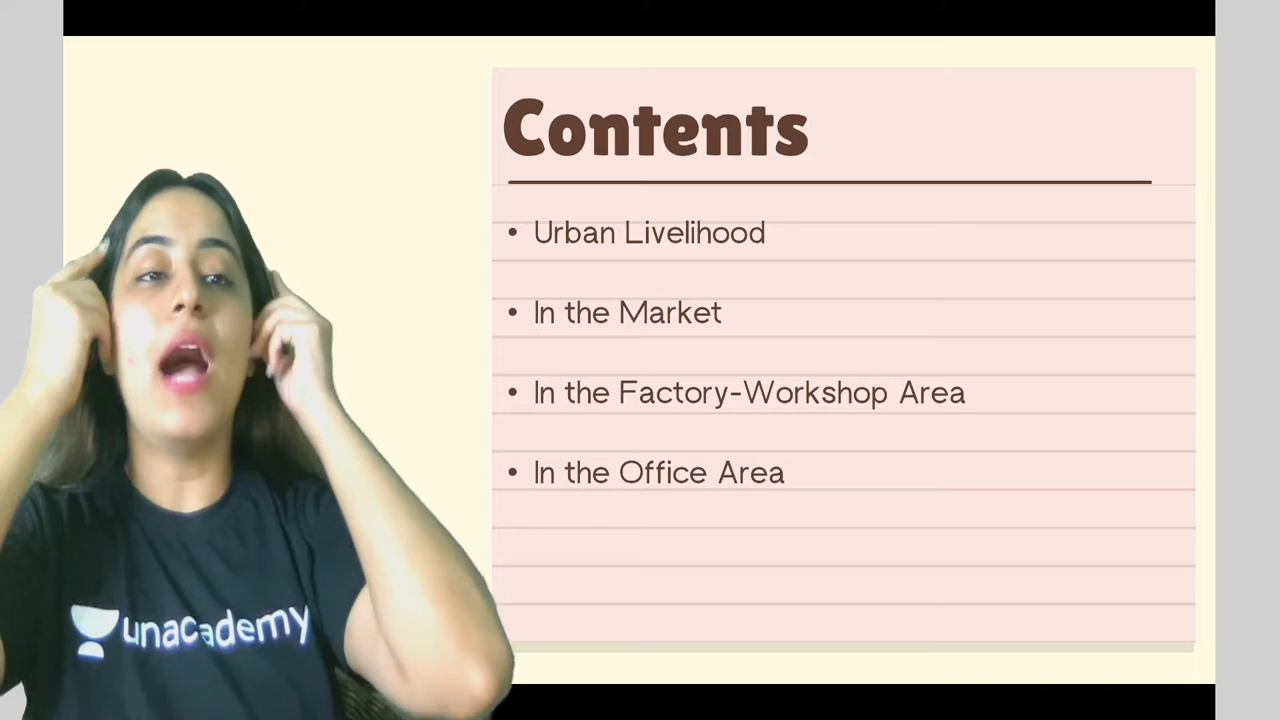 Contents
• Urban Livelihood
• In the Market
• In the Factory-Workshop Area
• In the Office Area
unacademy